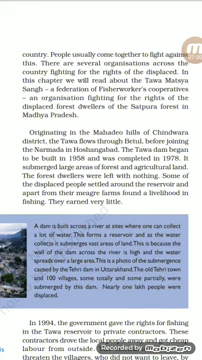 country. People usually come together to fight against
this. There are several organisations across the
country fighting for the rights of the displaced. In
this chapter we will read about the Tawa Matsya
Sangh – a federation of Fisherworker's cooperatives
– an organisation fighting for the rights of the
displaced forest dwellers of the Satpura forest in
Madhya Pradesh.
Originating in the Mahadeo hills of Chindwara
district, the Tawa flows through Betul, before joining
the Narmada in Hoshangabad. The Tawa dam began
to be built in 1958 and was completed in 1978. It
submerged large areas of forest and agricultural land.
The forest dwellers were left with nothing. Some of
the displaced people settled around the reservoir and
apart from their meager farms found a livelihood in
fishing. They earned very little.
A dam is built across a river at sites where one can collect
a lot of water. This forms a reservoir and as the water
collects it submerges vast areas of land. This is because the
wall of the dam across the river is high and the water
spreads over a large area. This is a photo of the submergence
caused by the Tehri dam in Uttarakhand. The old Tehri town
and 100 villages, some totally and some partially, were
submerged by this dam. Nearly one lakh people were
displaced.
In 1994, the government gave the rights for fishing
in the Tawa reservoir to private contractors. These
contractors drove the local people away and got cheap
labour from outside.
threaten the villagers, who did not want to leave, by
RECORDED WITH